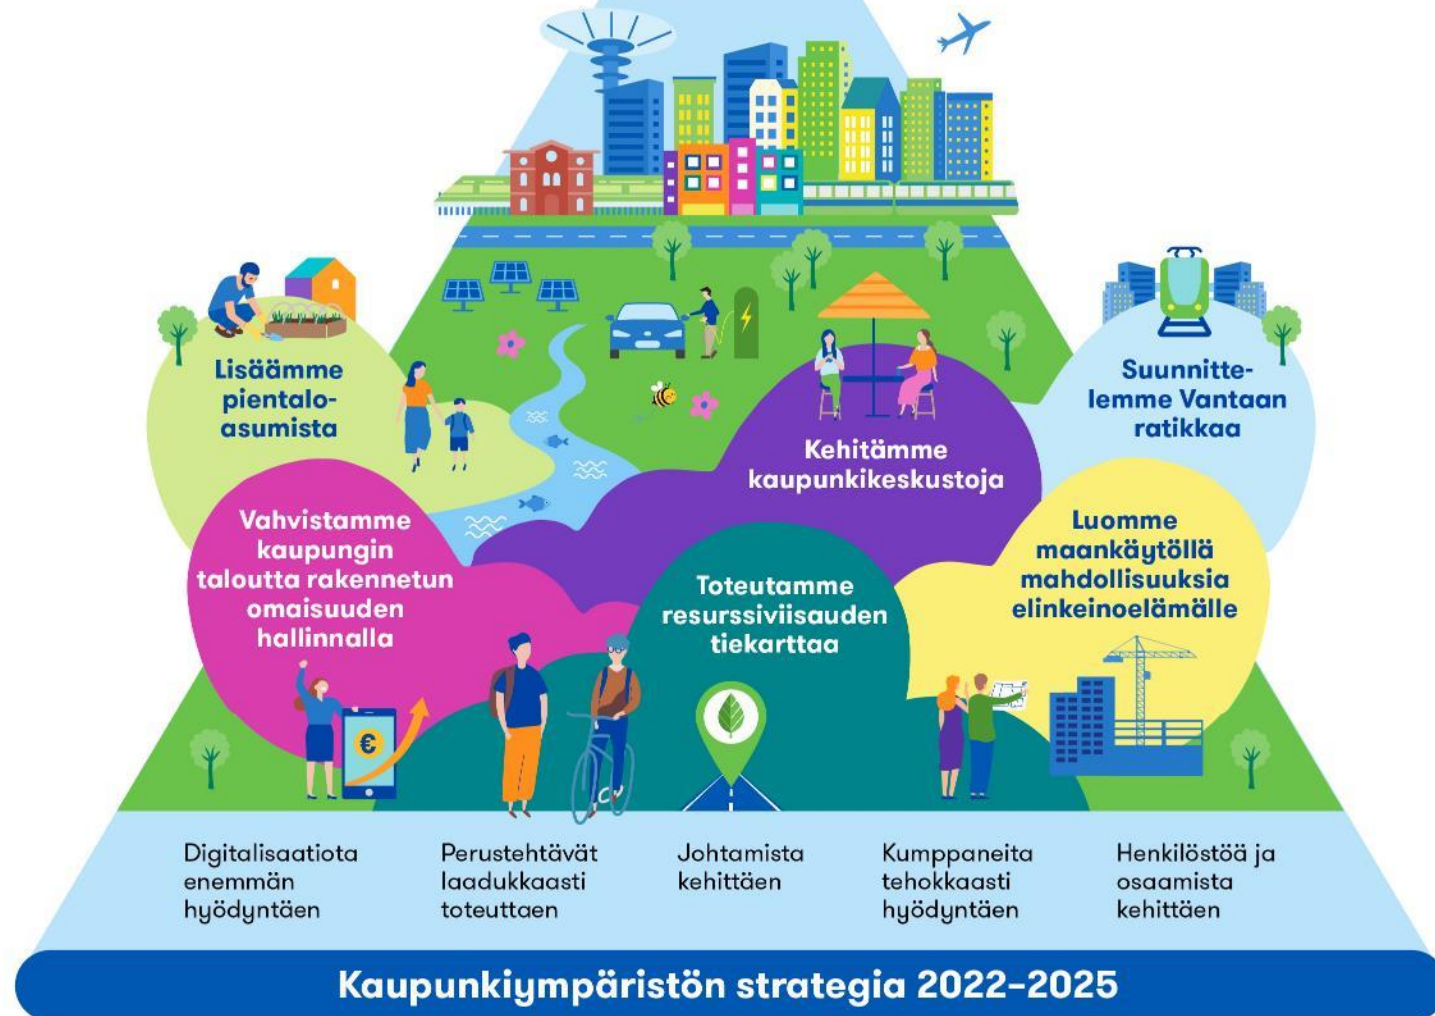 Lisäämme
pientalo-
asumista
Suunnitte-
lemme Vantaan
ratikkaa
Kehitämme
kaupunkikeskustoja
Vahvistamme
kaupungin
taloutta rakennetun
omaisuuden
hallinnalla
Toteutamme
resurssiviisauden
tiekarttaa
Luomme
maankäytöllä
mahdollisuuksia
elinkeinoelämälle
€
Digitalisaatiota
enemmän
hyödyntäen
Perustehtävät
laadukkaasti
toteuttaen
Johtamista
kehittäen
Kumppaneita
tehokkaasti
hyödyntäen
Henkilöstöä ja
osaamista
kehittäen
Kaupunkiympäristön strategia 2022–2025